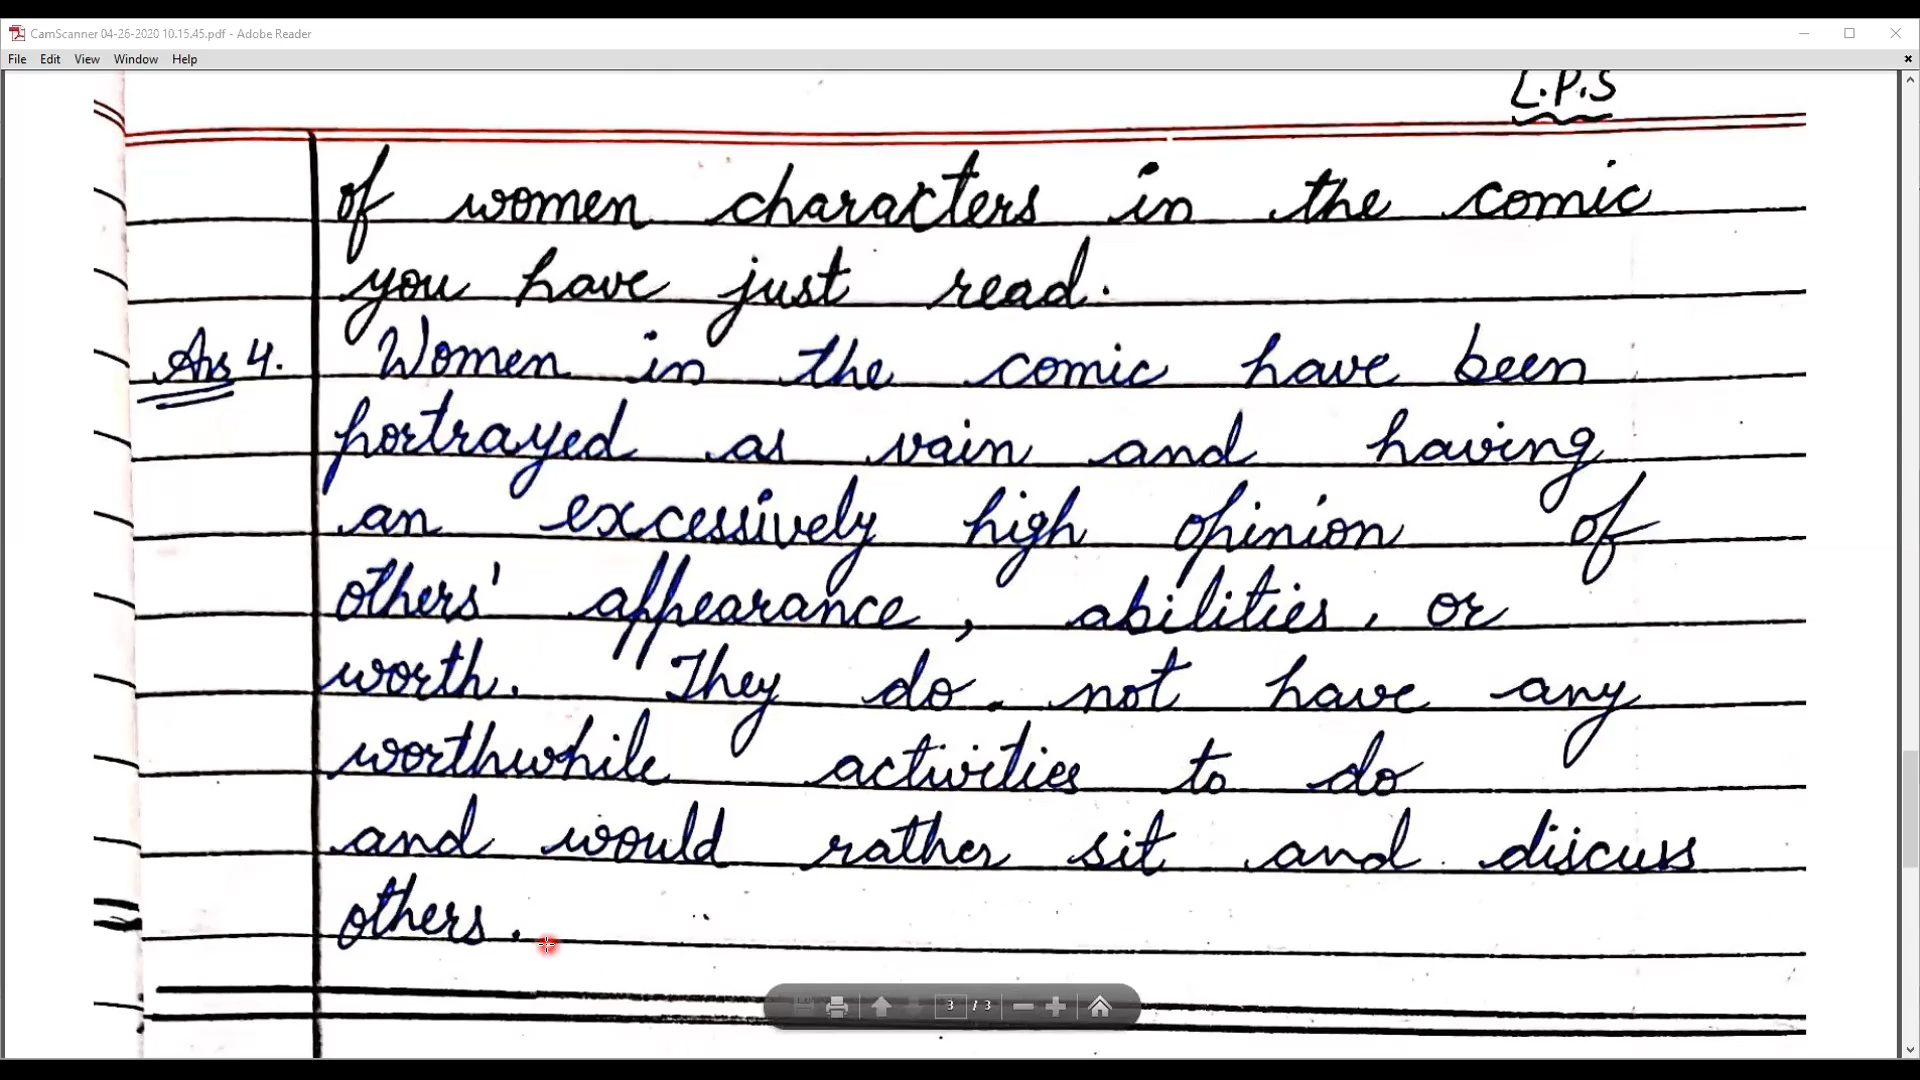 CamScanner 04-26-2020 10.15.45.pdf - Adobe Reader
File Edit View Window Help
L.P.S
of women characters in the comic
you have just read.
Ans 4. Women in the comic have been
portrayed as vain and having
an excessively high opinion of
others' appearance, abilities, or
worth. They do not have any
worthwhile activities to do
and would rather sit and discuss
others.
3 / 3